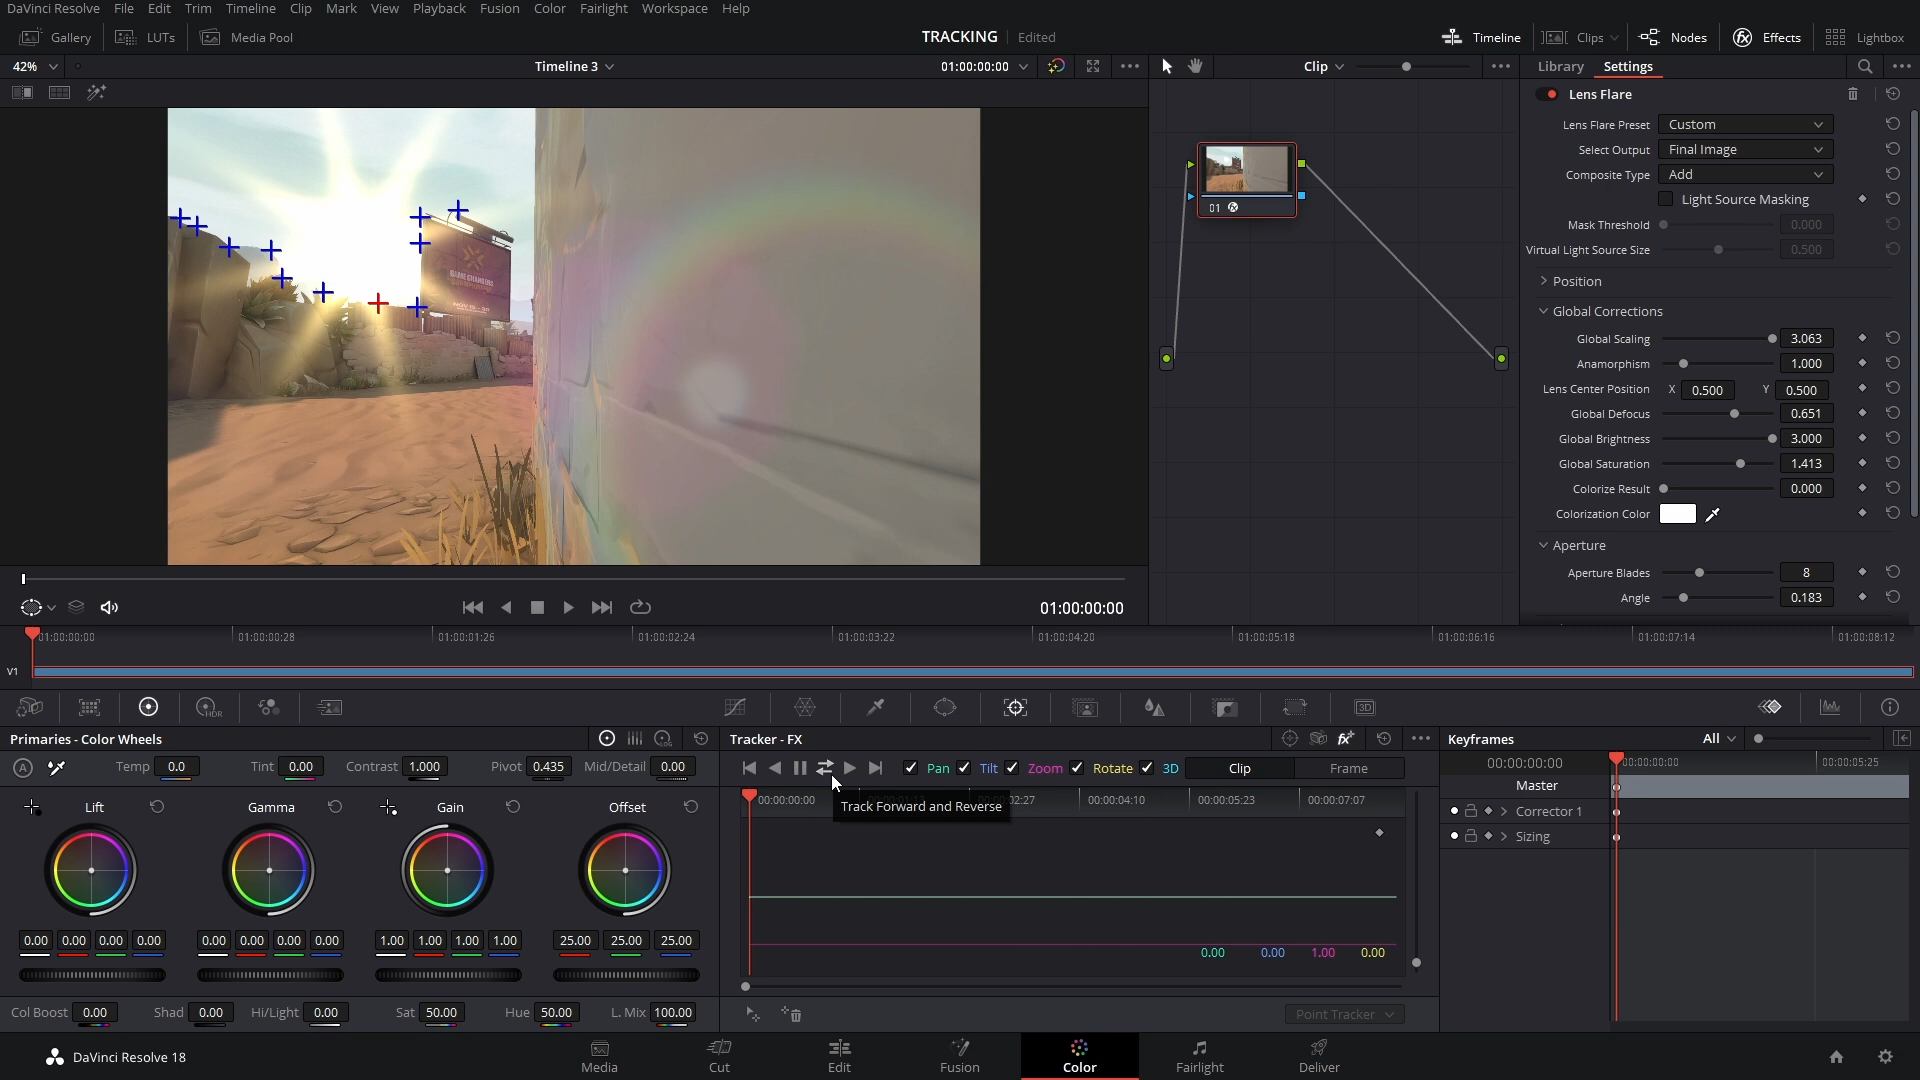 DaVinci Resolve File Edit Trim Timeline Clip Mark View Playback Fusion Color Fairlight Workspace Help
Gallery LUTs Media Pool
TRACKING Edited
Timeline Clips Nodes Effects Lightbox
42% Timeline 3 01:00:00:00
Clip
Library Settings
Lens Flare
Lens Flare Preset Custom
Select Output Final Image
Composite Type Add
Light Source Masking
Mask Threshold 0.000
Virtual Light Source Size 0.500
Position
Global Corrections
Global Scaling 3.063
Anamorphism 1.000
Lens Center Position X 0.500 Y 0.500
Global Defocus 0.651
Global Brightness 3.000
Global Saturation 1.413
Colorize Result 0.000
Colorization Color
Aperture
Aperture Blades 8
Angle 0.183
GAME CHANGERS
01
01:00:00:00
01:00:00:00 01:00:00:28 01:00:01:26 01:00:02:24 01:00:03:22 01:00:04:20 01:00:05:18 01:00:06:16 01:00:07:14 01:00:08:12
V1
HDR
3D
Primaries - Color Wheels
A Temp 0.0 Tint 0.00 Contrast 1.000 Pivot 0.435 Mid/Detail 0.00
Lift Gamma Gain Offset
0.00 0.00 0.00 0.00 0.00 0.00 0.00 0.00 1.00 1.00 1.00 1.00 25.00 25.00 25.00
Col Boost 0.00 Shad 0.00 Hi/Light 0.00 Sat 50.00 Hue 50.00 L. Mix 100.00
Tracker - FX
fx
Pan Tilt Zoom Rotate 3D Clip Frame
00:00:00:00 :02:27 00:00:04:10 00:00:05:23 00:00:07:07
Track Forward and Reverse
0.00 0.00 1.00 0.00
Point Tracker
Keyframes All
00:00:00:00 00:00:00:00 00:00:05:25
Master
Corrector 1
Sizing
DaVinci Resolve 18
Media Cut Edit Fusion Color Fairlight Deliver